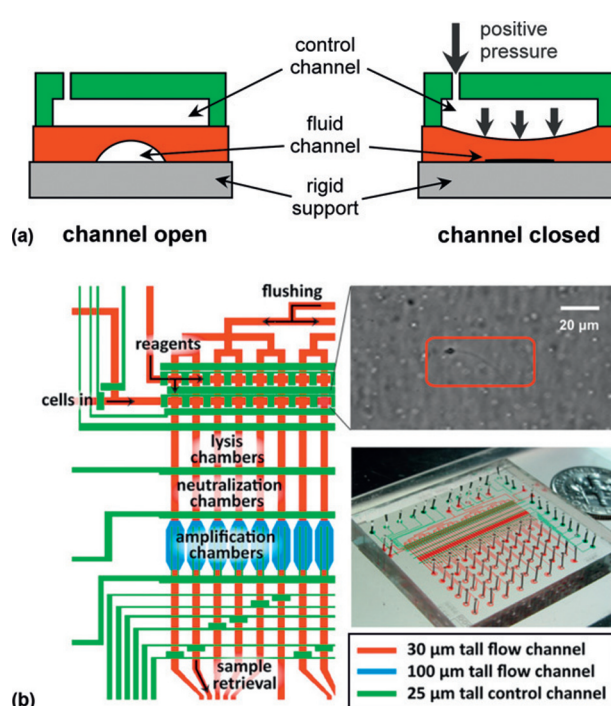 positive
pressure
control
channel
fluid
channel
rigid
support
(a) channel open
channel closed
flushing
reagents
cells in
lysis
chambers
neutralization
chambers
amplification
chambers
sample
retrieval
20 µm
30 µm tall flow channel
100 µm tall flow channel
25 µm tall control channel
(b)